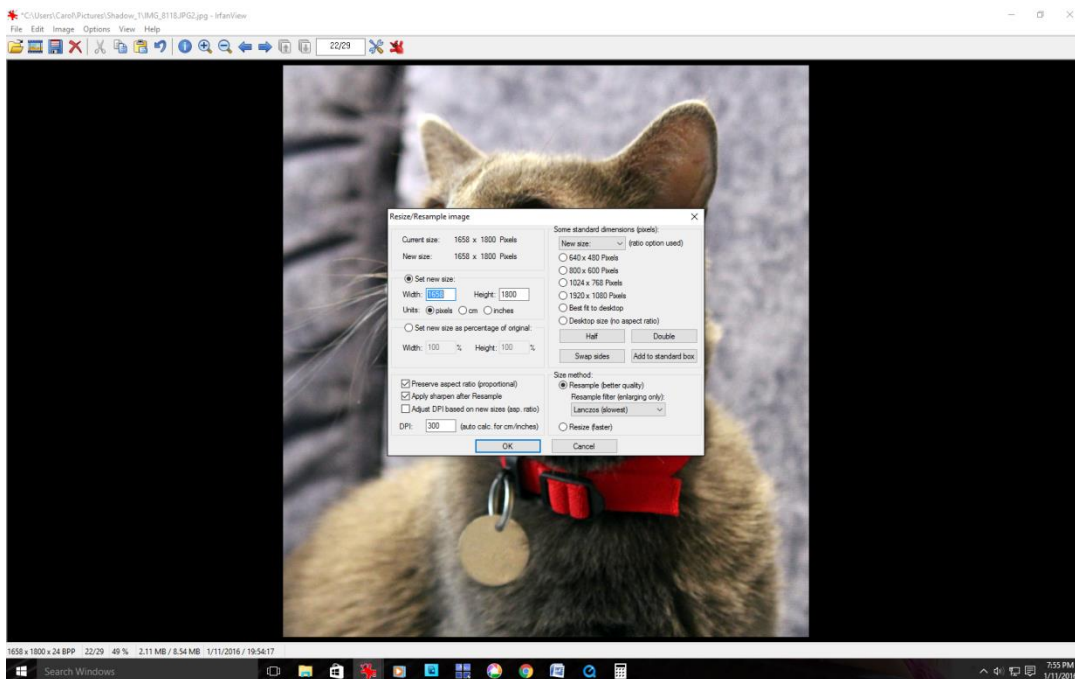 *C:\Users\Carol\Pictures\Shadow_1\IMG_8118.JPG2.jpg - IrfanView
File Edit Image Options View Help
22/29
Resize/Resample image
Current size: 1658 x 1800 Pixels
New size: 1658 x 1800 Pixels
Set new size:
Width: 1658 Height: 1800
Units: pixels cm inches
Set new size as percentage of original:
Width: 100 % Height: 100 %
Preserve aspect ratio (proportional)
Apply sharpen after Resample
Adjust DPI based on new sizes (asp. ratio)
DPI: 300 (auto calc. for cm/inches)
Some standard dimensions (pixels):
New size: (ratio option used)
640 x 480 Pixels
800 x 600 Pixels
1024 x 768 Pixels
1920 x 1080 Pixels
Best fit to desktop
Desktop size (no aspect ratio)
Half Double
Swap sides Add to standard box
Size method:
Resample (better quality)
Resample filter (enlarging only):
Lanczos (slowest)
Resize (faster)
OK Cancel
1658 x 1800 x 24 BPP 22/29 49 % 2.11 MB / 8.54 MB 1/11/2016 / 19:54:17
Search Windows
7:55 PM
1/11/2016